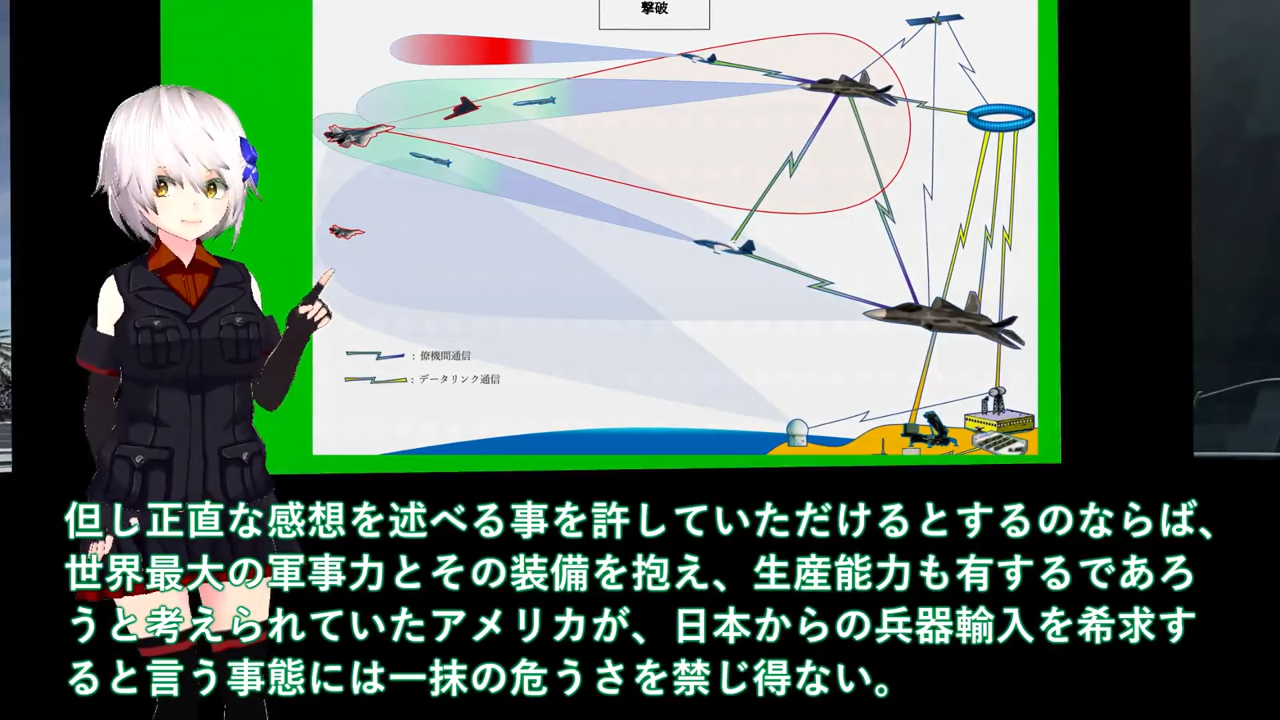 撃破
：僚機間通信
：データリンク通信
但し正直な感想を述べる事を許していただけるとするのならば、
世界最大の軍事力とその装備を抱え、生産能力も有するであろ
うと考えられていたアメリカが、日本からの兵器輸入を希求す
ると言う事態には一抹の危うさを禁じ得ない。